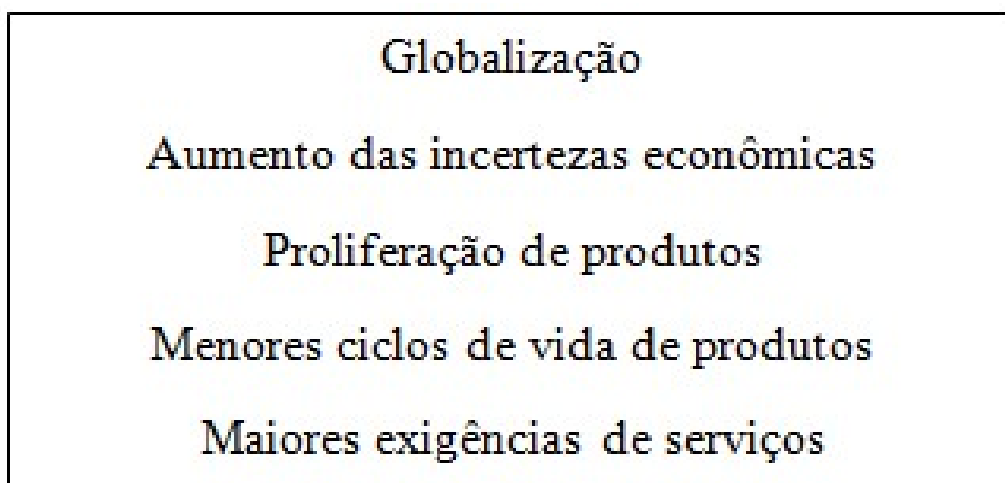 Globalização
Aumento das incertezas econômicas
Proliferação de produtos
Menores ciclos de vida de produtos
Maiores exigências de serviços